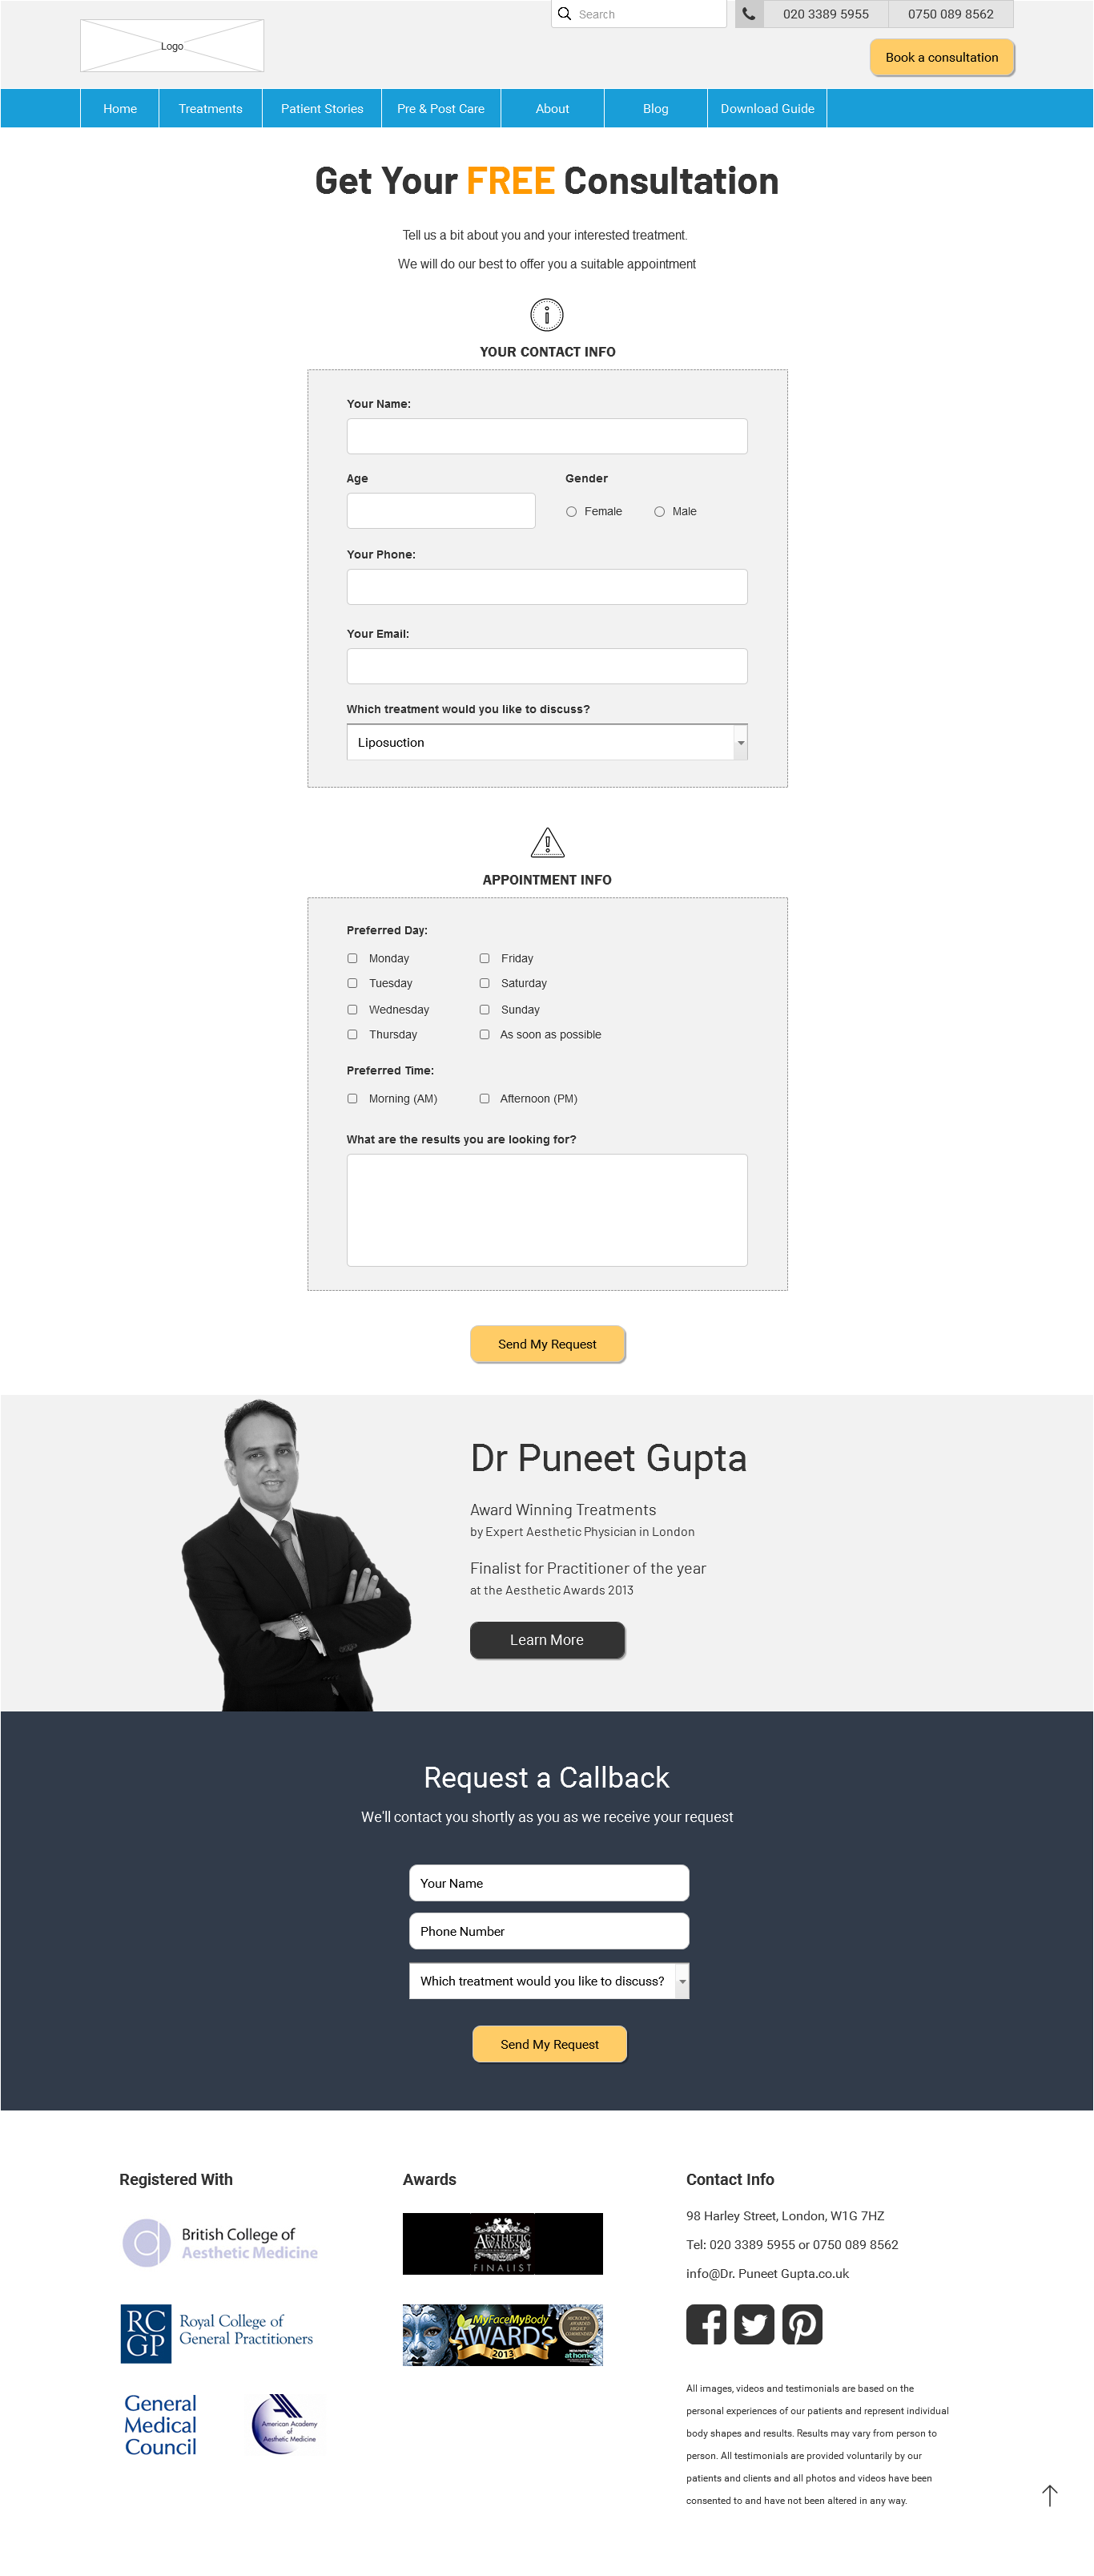 Search
020 3389 5955
0750 089 8562
Logo
Book a consultation
Home
Treatments
Patient Stories
Pre & Post Care
About
Blog
Download Guide
Get Your FREE Consultation
Tell us a bit about you and your interested treatment.
We will do our best to offer you a suitable appointment
YOUR CONTACT INFO
Your Name:
Age
Gender
Female
Male
Your Phone:
Your Email:
Which treatment would you like to discuss?
Liposuction
APPOINTMENT INFO
Preferred Day:
Monday
Friday
Tuesday
Saturday
Wednesday
Sunday
Thursday
As soon as possible
Preferred Time:
Morning (AM)
Afternoon (PM)
What are the results you are looking for?
Send My Request
Dr Puneet Gupta
Award Winning Treatments
by Expert Aesthetic Physician in London
Finalist for Practitioner of the year
at the Aesthetic Awards 2013
Learn More
Request a Callback
We'll contact you shortly as you as we receive your request
Your Name
Phone Number
Which treatment would you like to discuss?
Send My Request
Registered With
British College of
Aesthetic Medicine
RC
GP
Royal College of
General Practitioners
General
Medical
Council
American Academy
of
Aesthetic Medicine
Awards
AESTHETIC
AWARDS
FINALIST
MyFaceMyBody
AWARDS
2013
HIGHLY
COMMENDED
at home
Contact Info
98 Harley Street, London, W1G 7HZ
Tel: 020 3389 5955 or 0750 089 8562
info@Dr. Puneet Gupta.co.uk
All images, videos and testimonials are based on the
personal experiences of our patients and represent individual
body shapes and results. Results may vary from person to
person. All testimonials are provided voluntarily by our
patients and clients and all photos and videos have been
consented to and have not been altered in any way.